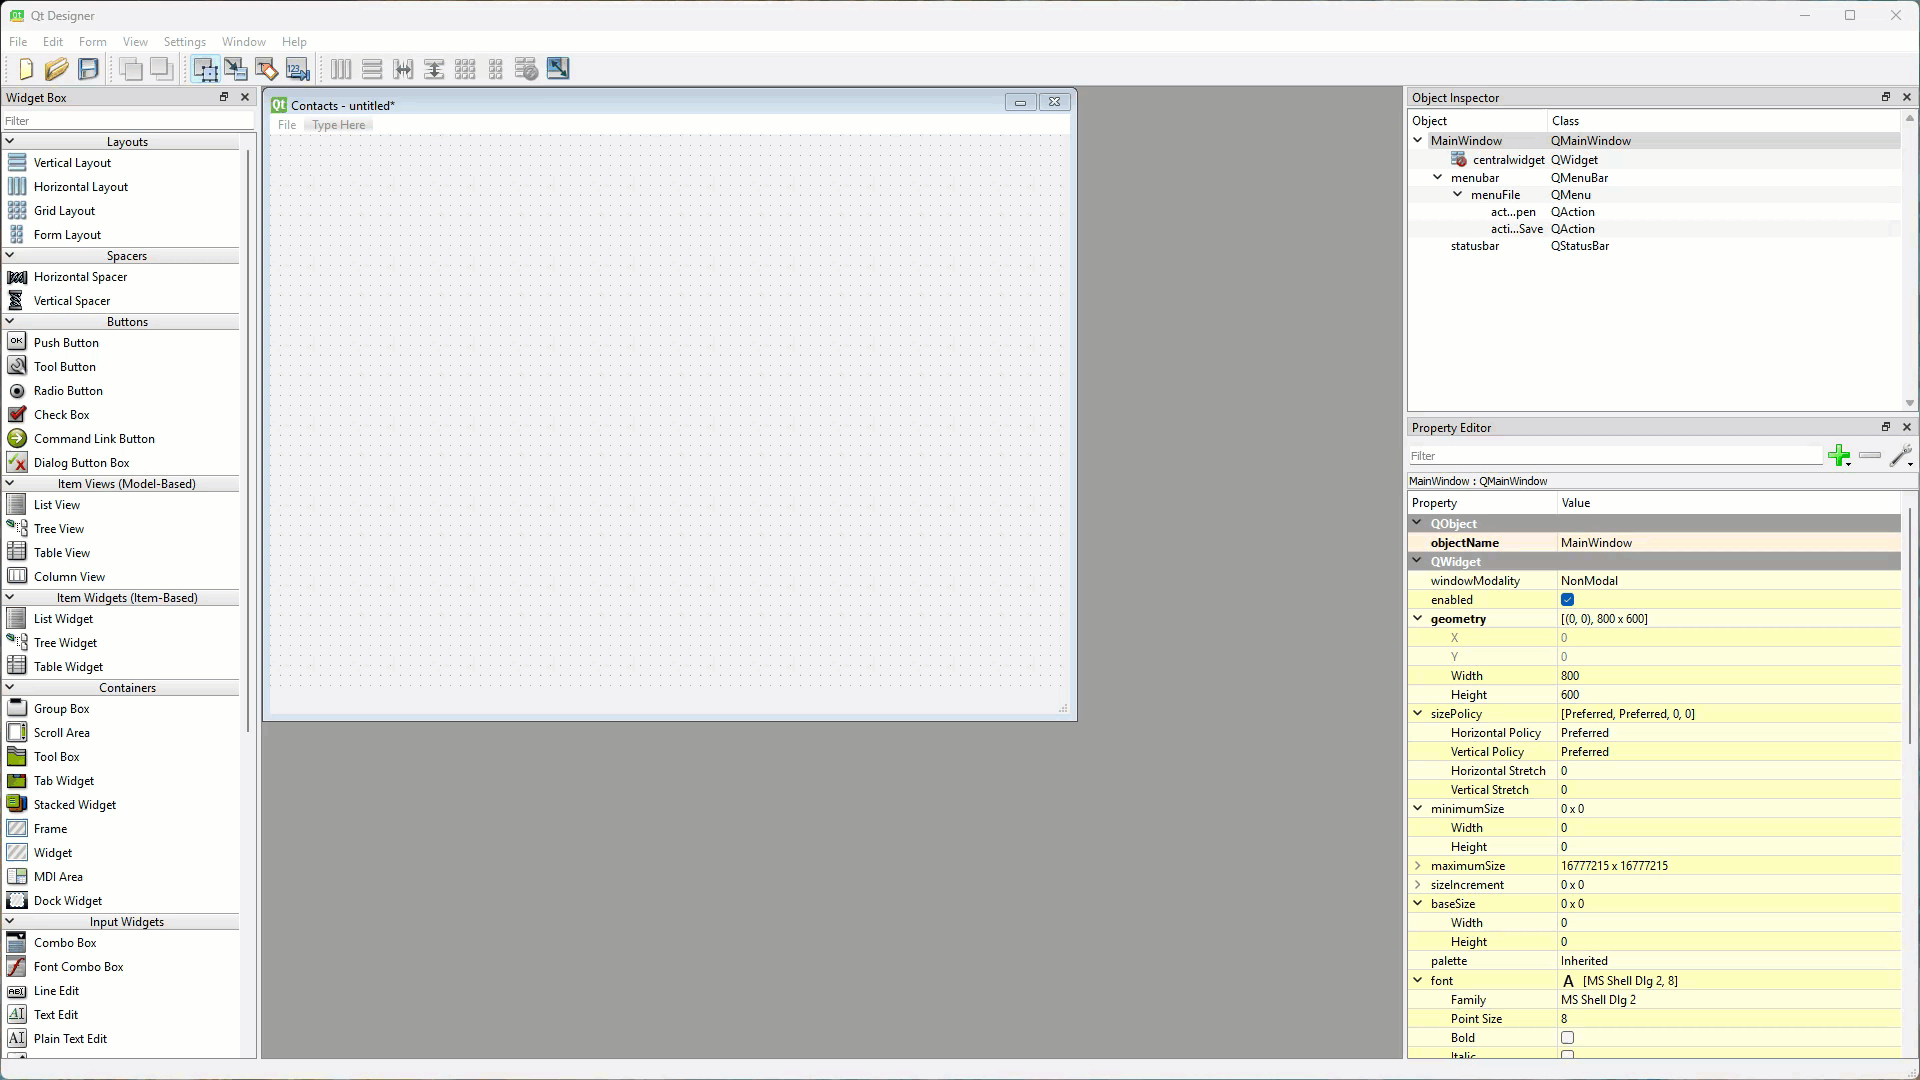 Qt Designer
File Edit Form View Settings Window Help
Widget Box
Filter
Layouts
Vertical Layout
Horizontal Layout
Grid Layout
Form Layout
Spacers
Horizontal Spacer
Vertical Spacer
Buttons
Push Button
Tool Button
Radio Button
Check Box
Command Link Button
Dialog Button Box
Item Views (Model-Based)
List View
Tree View
Table View
Column View
Item Widgets (Item-Based)
List Widget
Tree Widget
Table Widget
Containers
Group Box
Scroll Area
Tool Box
Tab Widget
Stacked Widget
Frame
Widget
MDI Area
Dock Widget
Input Widgets
Combo Box
Font Combo Box
Line Edit
Text Edit
Plain Text Edit
Contacts - untitled*
File Type Here
Object Inspector
Object Class
MainWindow QMainWindow
centralwidget QWidget
menubar QMenuBar
menuFile QMenu
act...pen QAction
acti...Save QAction
statusbar QStatusBar
Property Editor
Filter
MainWindow : QMainWindow
Property Value
QObject
objectName MainWindow
QWidget
windowModality NonModal
enabled
geometry [(0, 0), 800 x 600]
X 0
Y 0
Width 800
Height 600
sizePolicy [Preferred, Preferred, 0, 0]
Horizontal Policy Preferred
Vertical Policy Preferred
Horizontal Stretch 0
Vertical Stretch 0
minimumSize 0 x 0
Width 0
Height 0
maximumSize 16777215 x 16777215
sizeIncrement 0 x 0
baseSize 0 x 0
Width 0
Height 0
palette Inherited
font A [MS Shell Dlg 2, 8]
Family MS Shell Dlg 2
Point Size 8
Bold
Italic